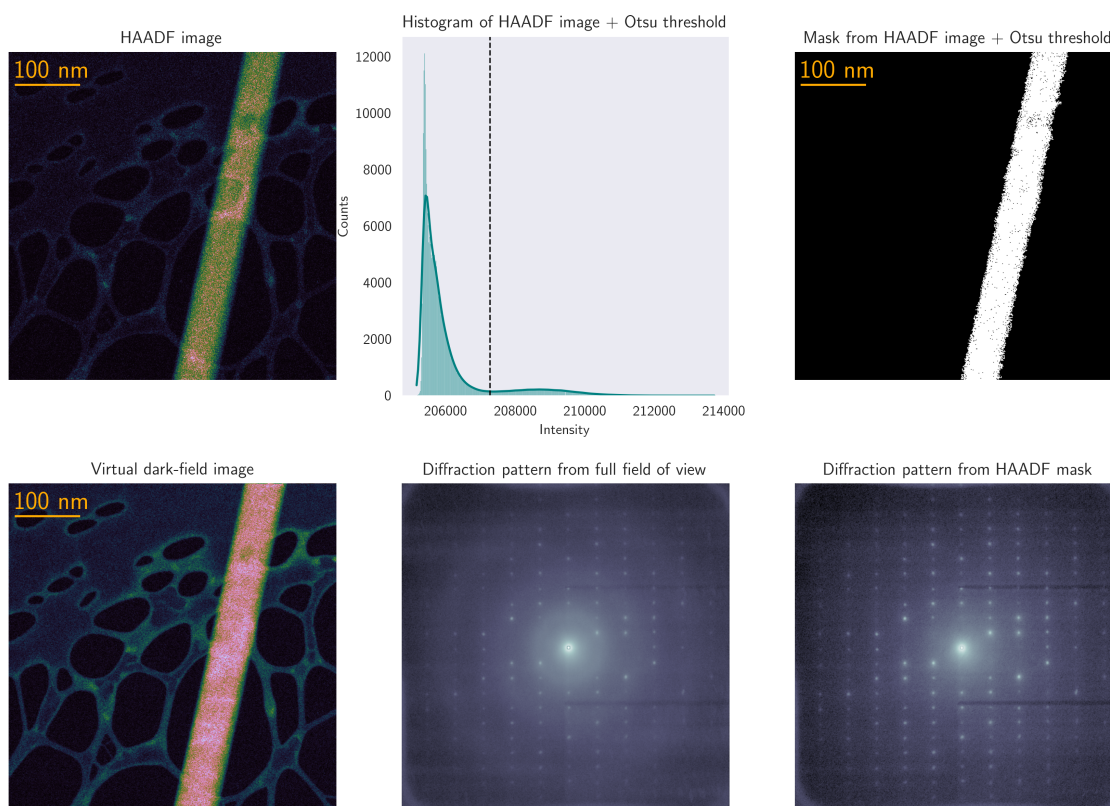 HAADF image
100 nm
Histogram of HAADF image + Otsu threshold
Counts
12000
10000
8000
6000
4000
2000
0
206000 208000 210000 212000 214000
Intensity
Mask from HAADF image + Otsu threshold
100 nm
Virtual dark-field image
100 nm
Diffraction pattern from full field of view
Diffraction pattern from HAADF mask